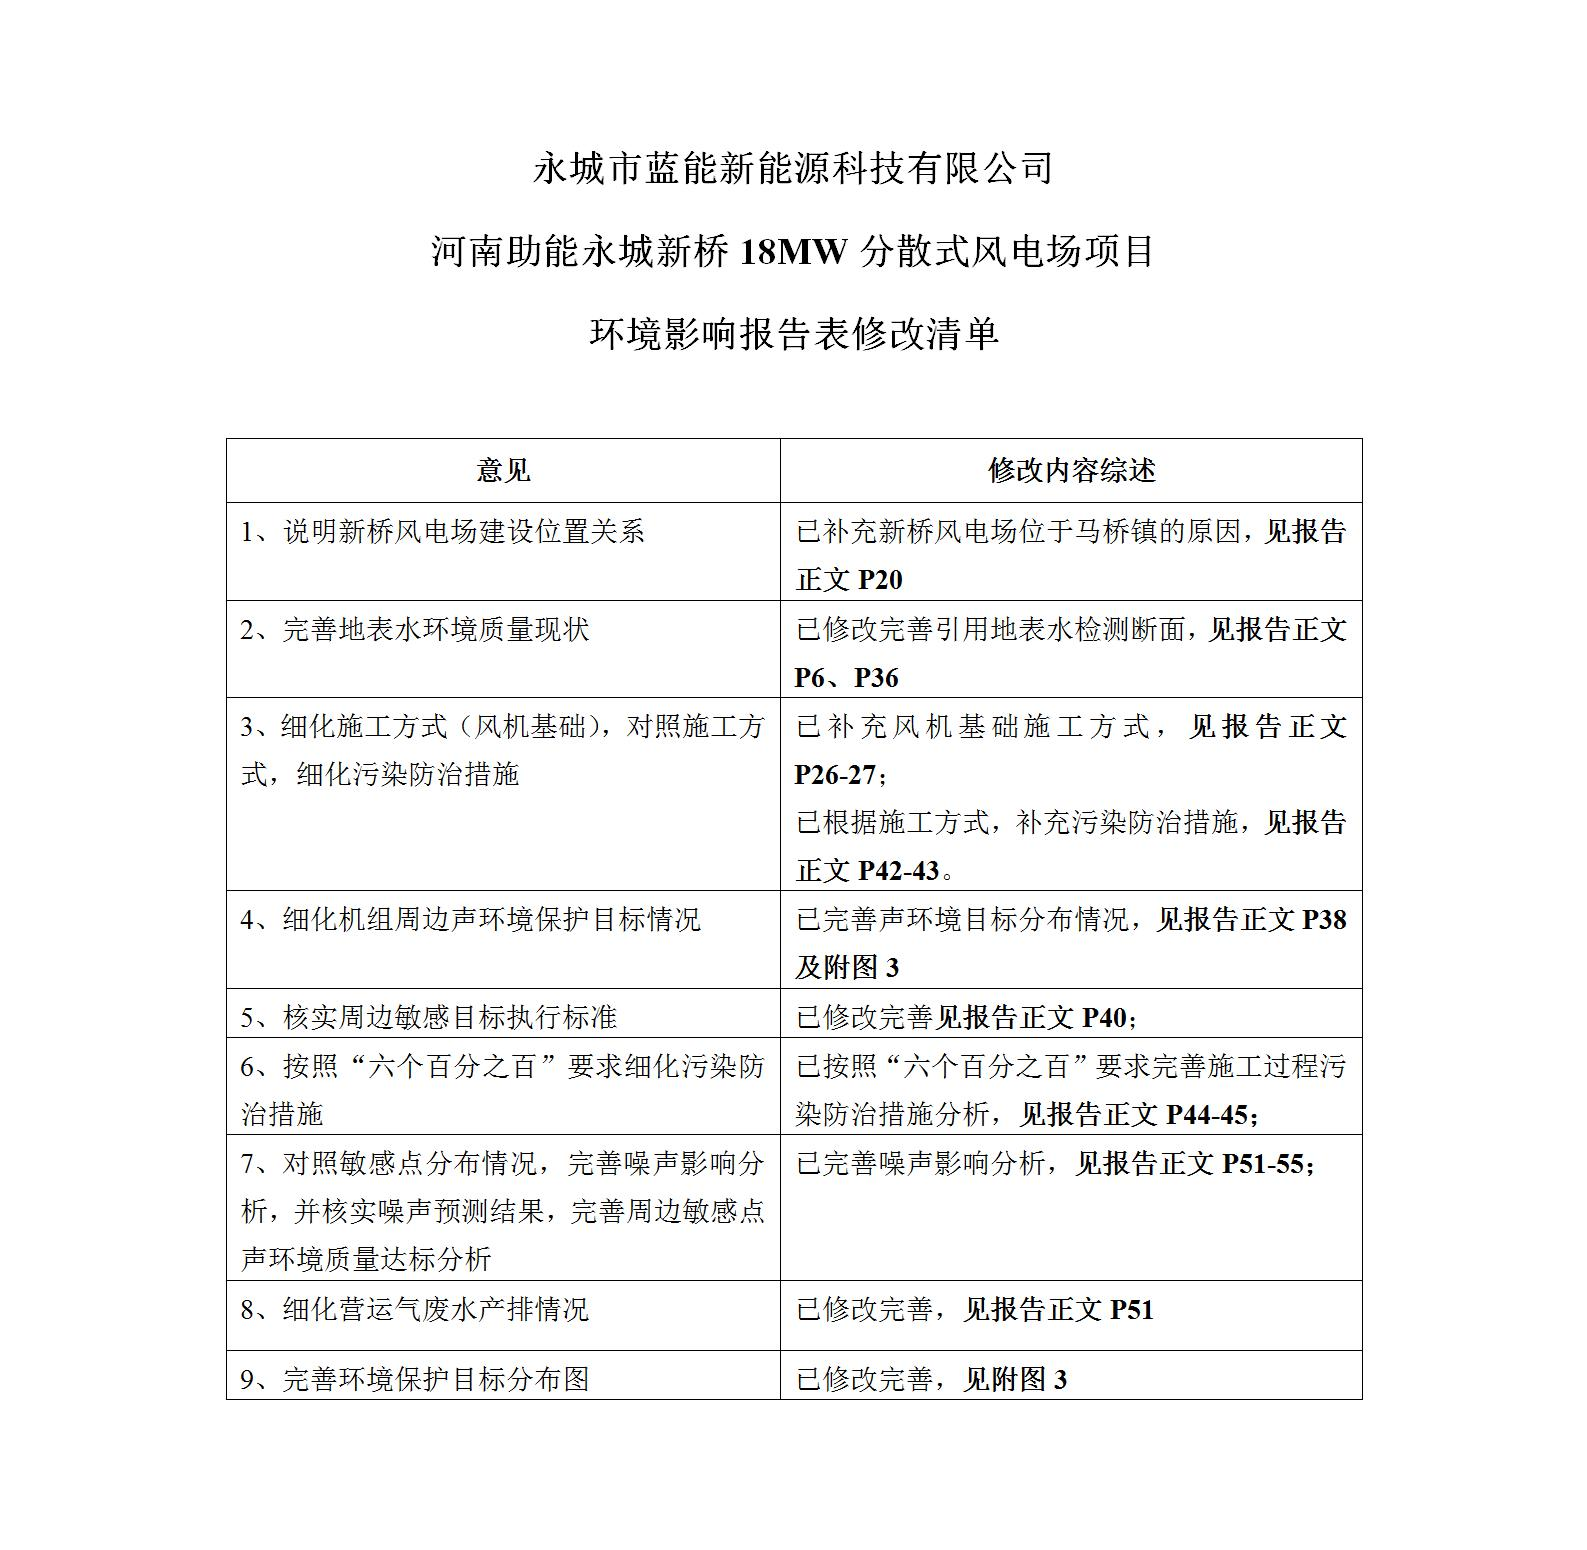 永城市蓝能新能源科技有限公司
河南助能永城新桥 18MW 分散式风电场项目
环境影响报告表修改清单
意见
修改内容综述
1、说明新桥风电场建设位置关系
已补充新桥风电场位于马桥镇的原因，见报告
正文 P20
2、完善地表水环境质量现状
已修改完善引用地表水检测断面，见报告正文
P6、P36
3、细化施工方式（风机基础），对照施工方
式，细化污染防治措施
已补充风机基础施工方式，见报告正文
P26-27；
已根据施工方式，补充污染防治措施，见报告
正文 P42-43。
4、细化机组周边声环境保护目标情况
已完善声环境目标分布情况，见报告正文 P38
及附图 3
5、核实周边敏感目标执行标准
已修改完善见报告正文 P40；
6、按照“六个百分之百”要求细化污染防
治措施
已按照“六个百分之百”要求完善施工过程污
染防治措施分析，见报告正文 P44-45；
7、对照敏感点分布情况，完善噪声影响分
析，并核实噪声预测结果，完善周边敏感点
声环境质量达标分析
已完善噪声影响分析，见报告正文 P51-55；
8、细化营运气废水产排情况
已修改完善，见报告正文 P51
9、完善环境保护目标分布图
已修改完善，见附图 3